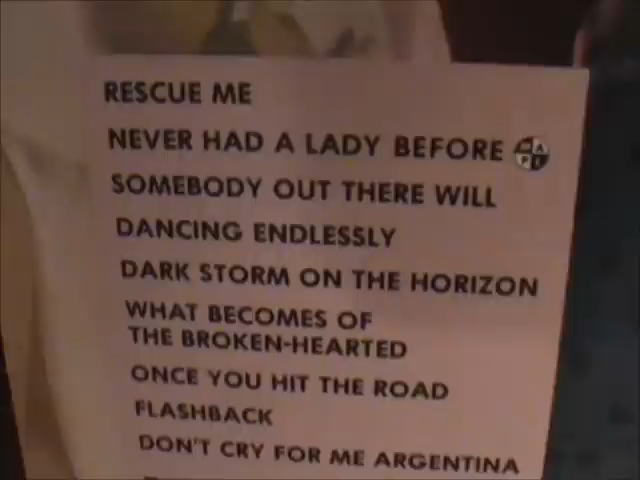 RESCUE ME
NEVER HAD A LADY BEFORE
SOMEBODY OUT THERE WILL
DANCING ENDLESSLY
DARK STORM ON THE HORIZON
WHAT BECOMES OF
THE BROKEN-HEARTED
ONCE YOU HIT THE ROAD
FLASHBACK
DON'T CRY FOR ME ARGENTINA